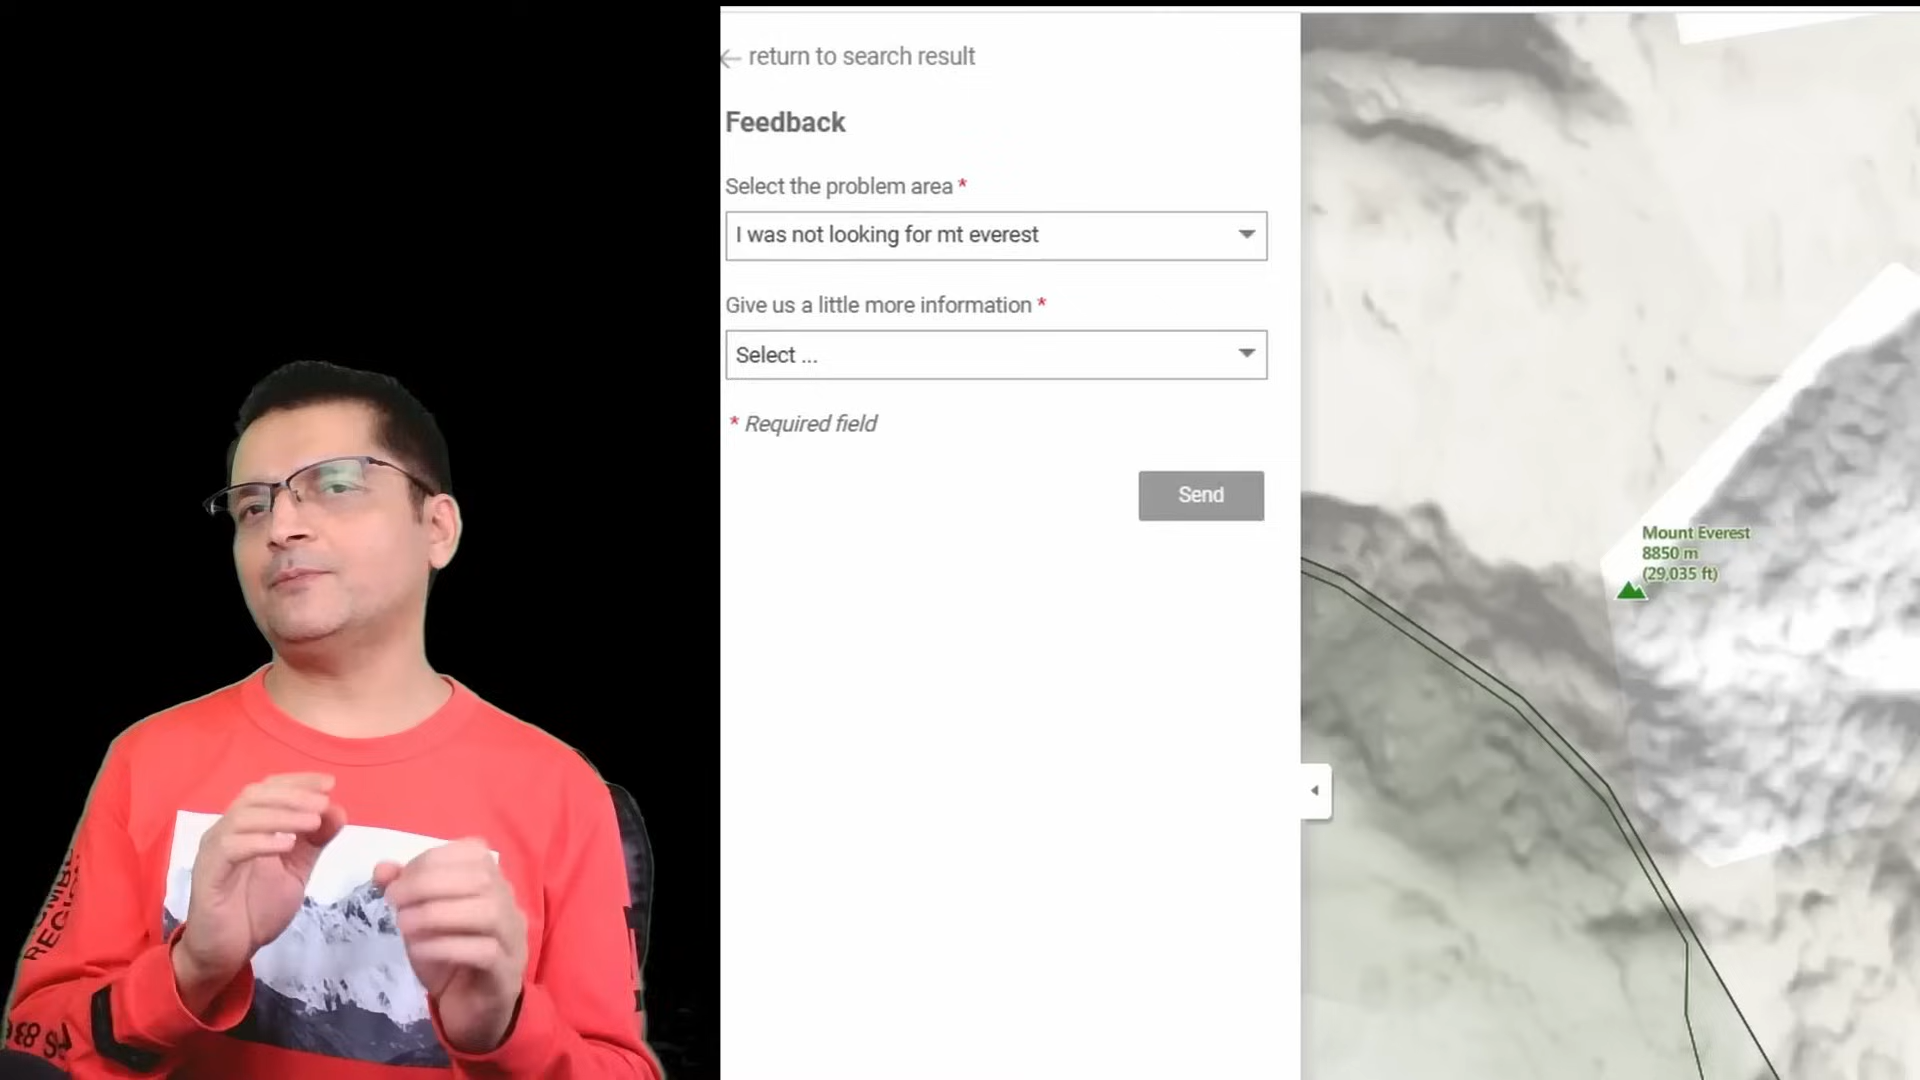 ← return to search result
Feedback
Select the problem area *
I was not looking for mt everest
Give us a little more information *
Select ...
* Required field
Send
Mount Everest
8850 m
(29,035 ft)